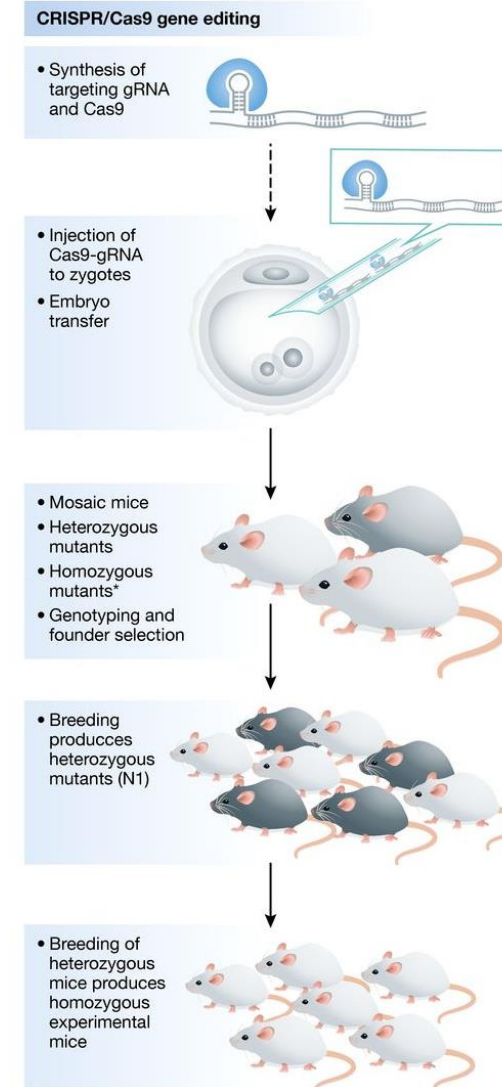 CRISPR/Cas9 gene editing
• Synthesis of
targeting gRNA
and Cas9
• Injection of
Cas9-gRNA
to zygotes
• Embryo
transfer
• Mosaic mice
• Heterozygous
mutants
• Homozygous
mutants*
• Genotyping and
founder selection
• Breeding
producces
heterozygous
mutants (N1)
• Breeding of
heterozygous
mice produces
homozygous
experimental
mice